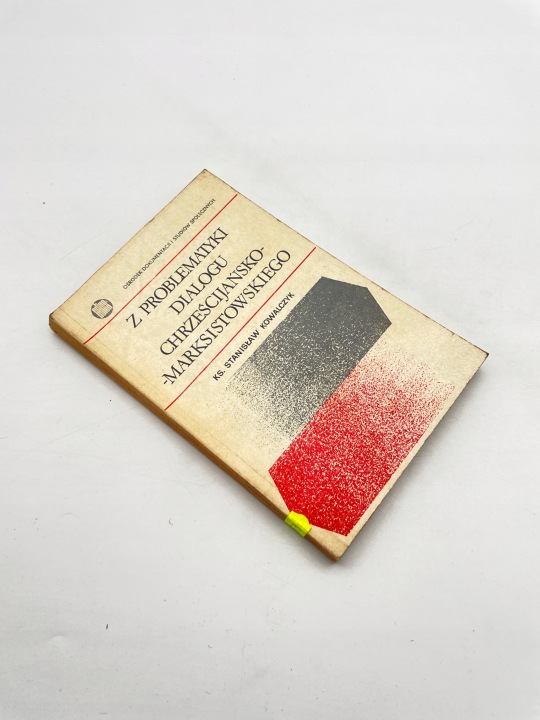 OŚRODEK DOKUMENTACJI I STUDIÓW SPOŁECZNYCH
Z PROBLEMATYKI
DIALOGU
CHRZEŚCIJAŃSKO-
-MARKSISTOWSKIEGO
KS. STANISŁAW KOWALCZYK